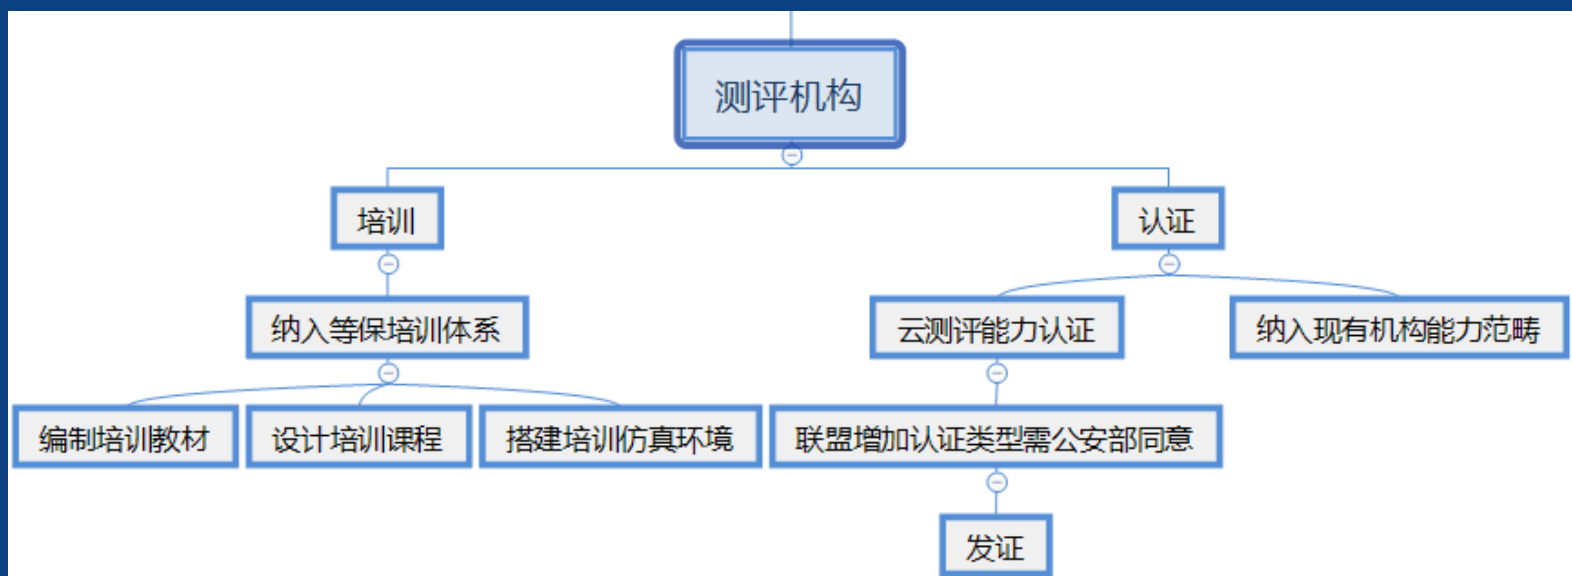 测评机构
培训
认证
纳入等保培训体系
云测评能力认证
纳入现有机构能力范畴
编制培训教材
设计培训课程
搭建培训仿真环境
联盟增加认证类型需公安部同意
发证